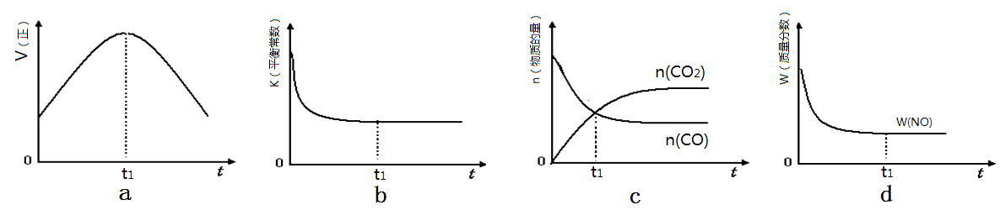 V（正）
0
t1
t
a
K（平衡常数）
0
t1
t
b
n（物质的量）
n(CO2)
n(CO)
0
t1
t
c
W（质量分数）
W(NO)
0
t1
t
d